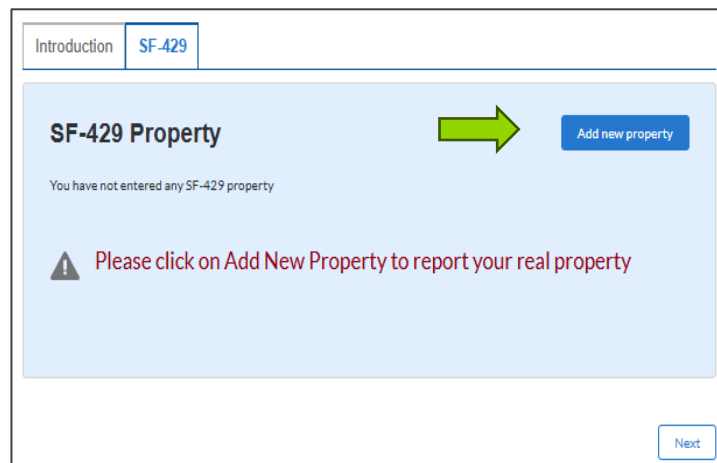 Introduction SF-429
SF-429 Property
Add new property
You have not entered any SF-429 property
Please click on Add New Property to report your real property
Next